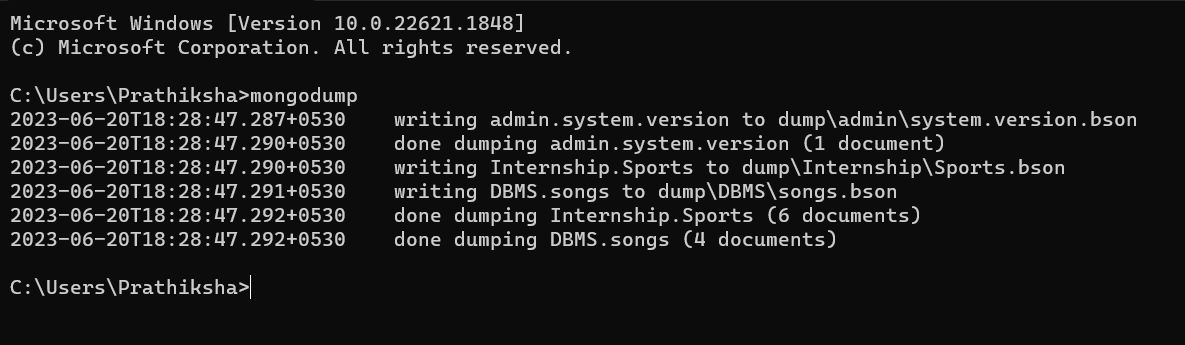 Microsoft Windows [Version 10.0.22621.1848]
(c) Microsoft Corporation. All rights reserved.
C:\Users\Prathiksha>mongodump
2023-06-20T18:28:47.287+0530    writing admin.system.version to dump\admin\system.version.bson
2023-06-20T18:28:47.290+0530    done dumping admin.system.version (1 document)
2023-06-20T18:28:47.290+0530    writing Internship.Sports to dump\Internship\Sports.bson
2023-06-20T18:28:47.291+0530    writing DBMS.songs to dump\DBMS\songs.bson
2023-06-20T18:28:47.292+0530    done dumping Internship.Sports (6 documents)
2023-06-20T18:28:47.292+0530    done dumping DBMS.songs (4 documents)
C:\Users\Prathiksha>